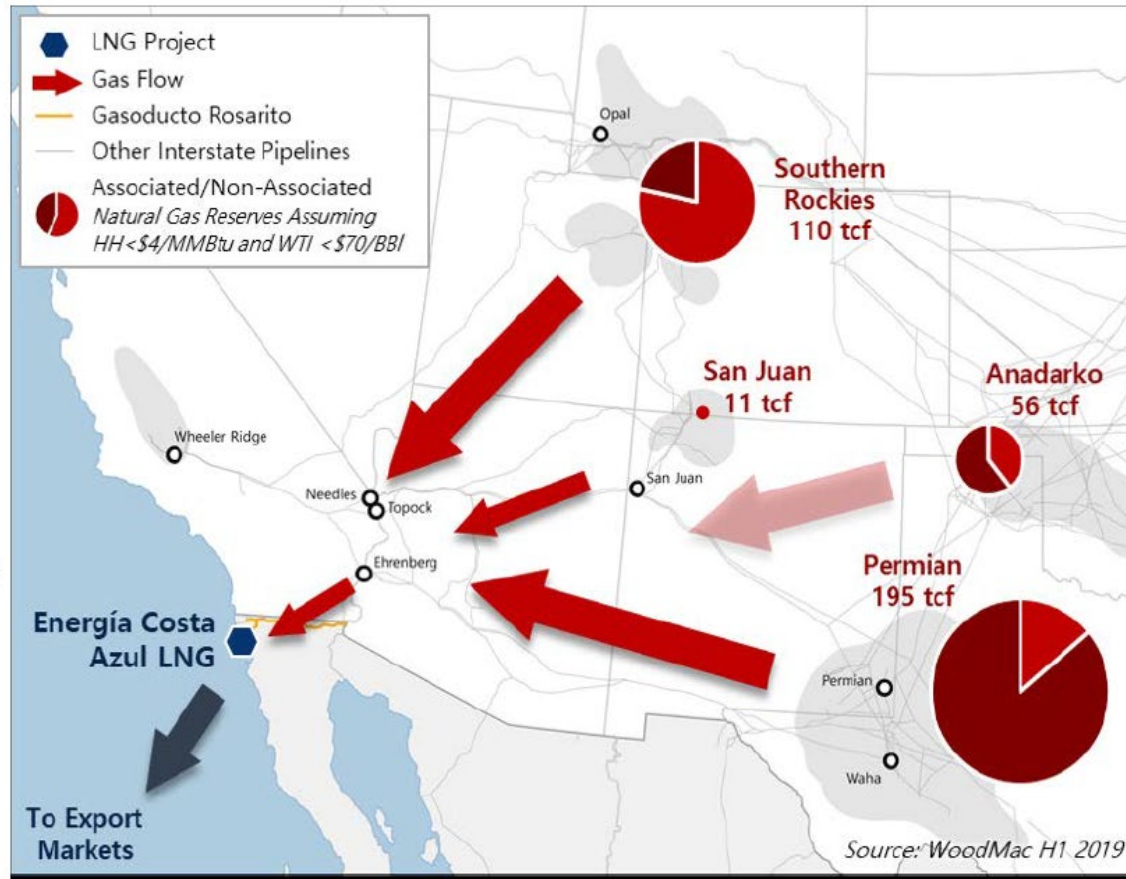 LNG Project
Gas Flow
Gasoducto Rosarito
Other Interstate Pipelines
Associated/Non-Associated
Natural Gas Reserves Assuming
HH<$4/MMBtu and WTI <$70/BBl
Opal
Southern
Rockies
110 tcf
San Juan
11 tcf
Anadarko
56 tcf
Wheeler Ridge
Needles
Topock
San Juan
Ehrenberg
Permian
195 tcf
Energía Costa
Azul LNG
Permian
Waha
To Export
Markets
Source: WoodMac H1 2019